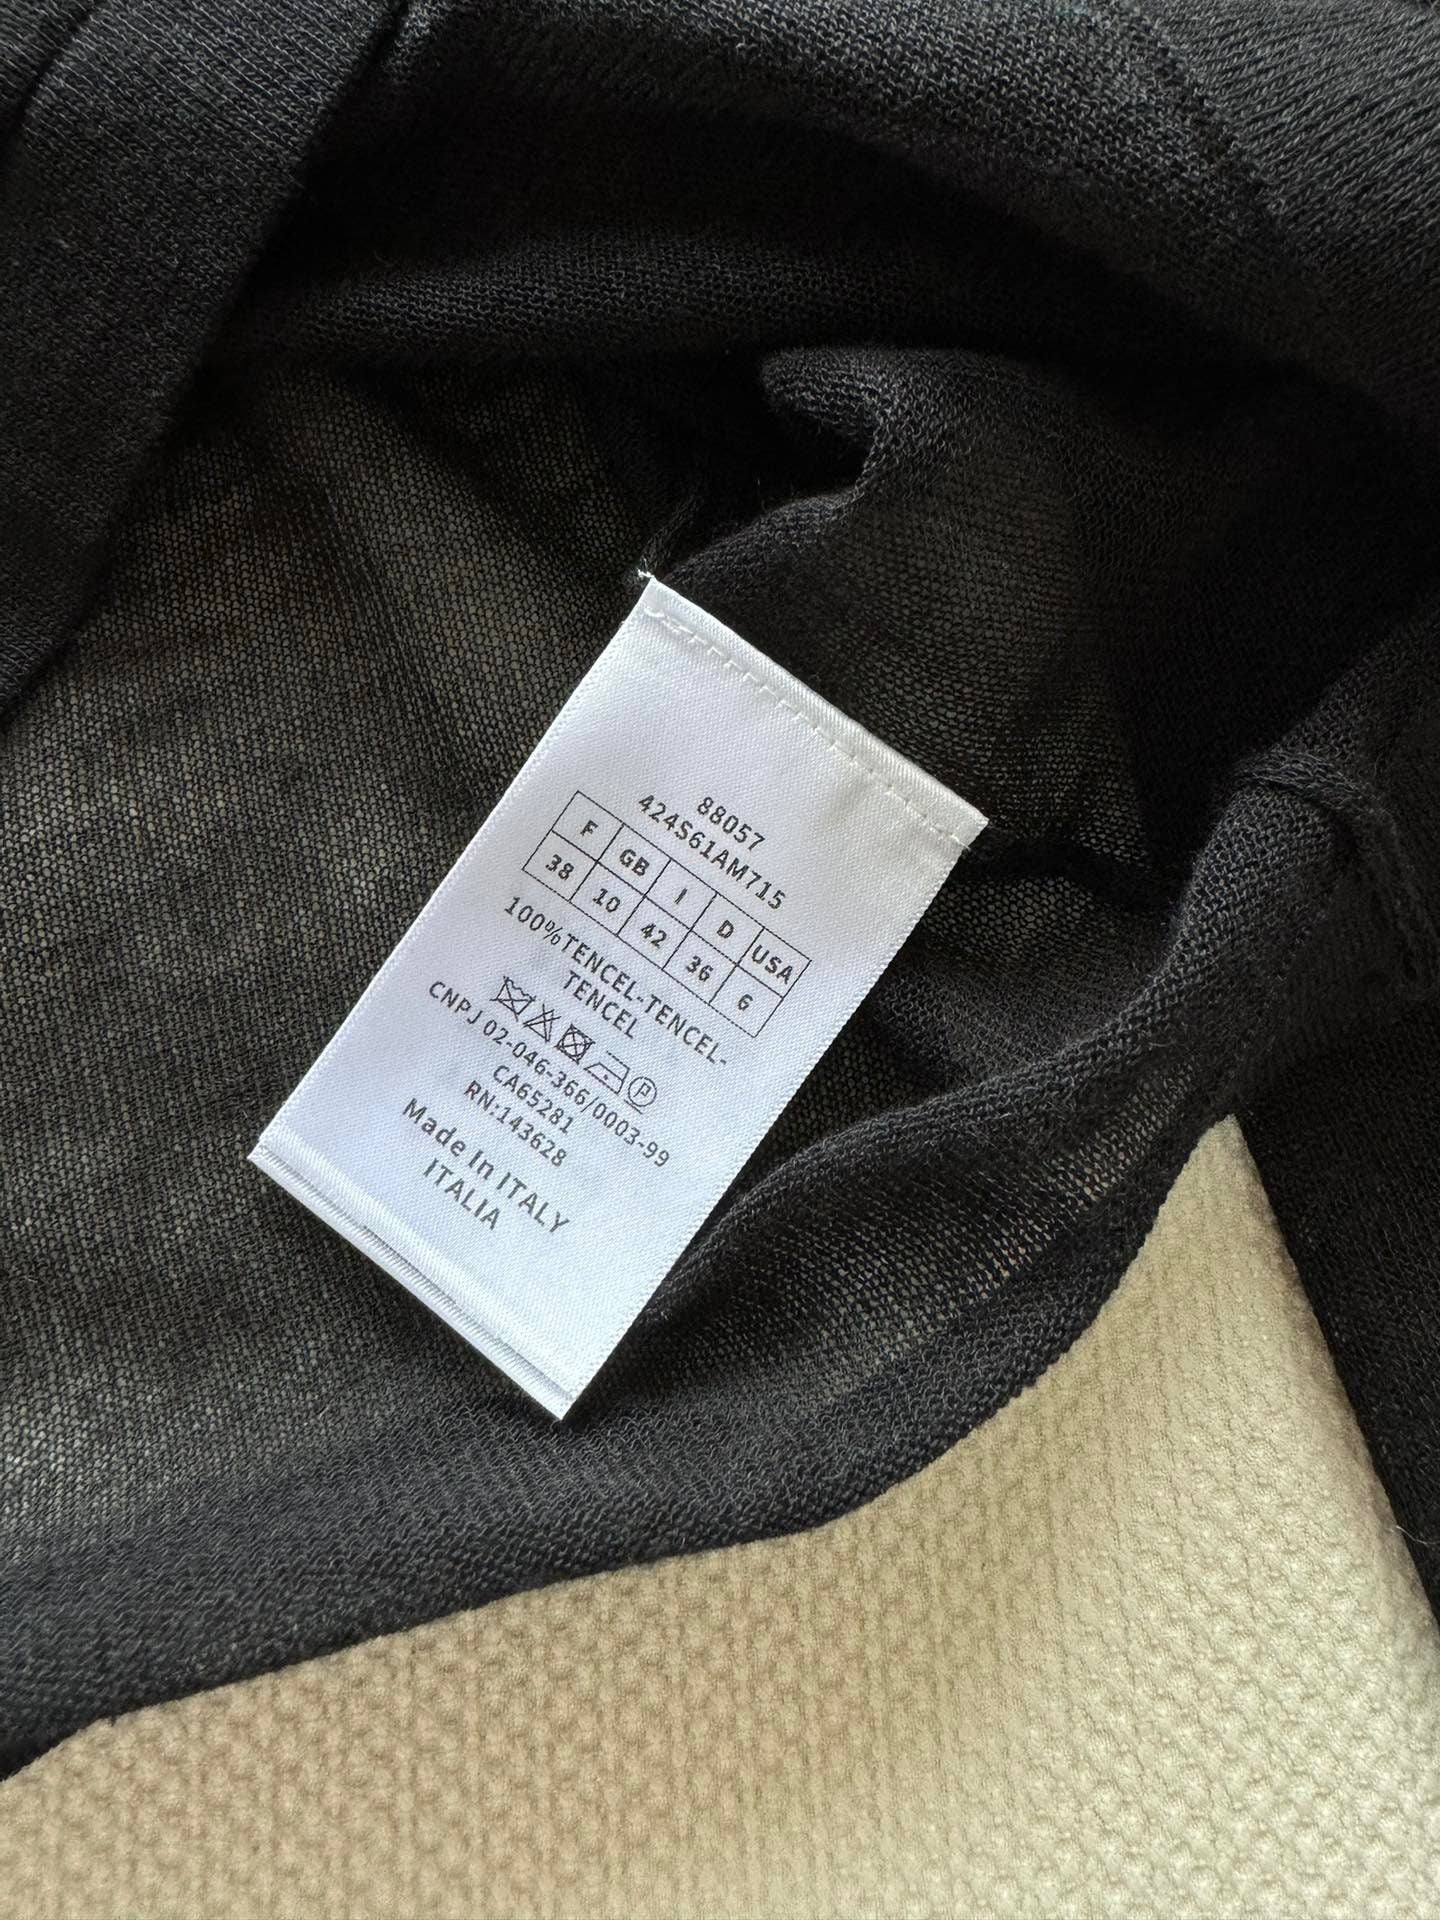 88057
424S61AM715
F GB I D USA
38 10 42 36 6
100%TENCEL-TENCEL-
TENCEL
P
CNPJ 02-046-366/0003-99
CA65281
RN:143628
Made In ITALY
ITALIA